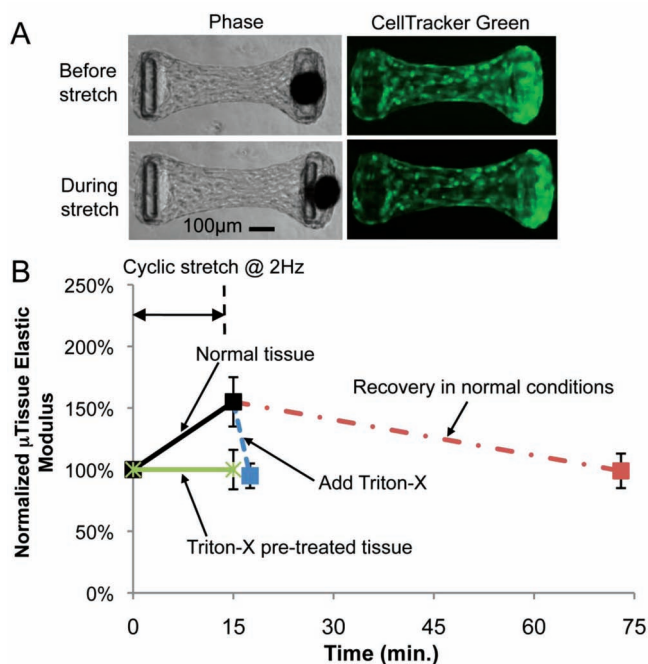 A
Phase
CellTracker Green
Before
stretch
During
stretch
100µm
B
Cyclic stretch @ 2Hz
Normalized µTissue Elastic
Modulus
250%
200%
150%
100%
50%
0%
Normal tissue
Recovery in normal conditions
Add Triton-X
Triton-X pre-treated tissue
0
15
30
45
60
75
Time (min.)